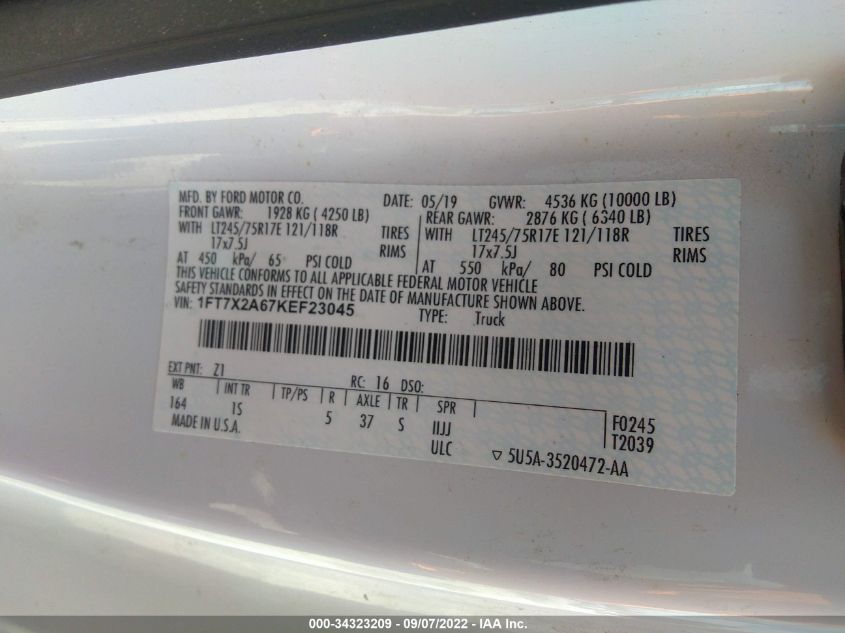 MFD. BY FORD MOTOR CO. DATE: 05/19 GVWR: 4536 KG (10000 LB)
FRONT GAWR: 1928 KG ( 4250 LB) REAR GAWR: 2876 KG ( 6340 LB)
WITH LT245/75R17E 121/118R TIRES WITH LT245/75R17E 121/118R TIRES
17x7.5J RIMS 17x7.5J RIMS
AT 450 kPa/ 65 PSI COLD AT 550 kPa/ 80 PSI COLD
THIS VEHICLE CONFORMS TO ALL APPLICABLE FEDERAL MOTOR VEHICLE
SAFETY STANDARDS IN EFFECT ON THE DATE OF MANUFACTURE SHOWN ABOVE.
VIN: 1FT7X2A67KEF23045 TYPE: Truck
EXT PNT: Z1 RC: 16 DSO:
WB INT TR TP/PS R AXLE TR SPR
164 1S 5 37 S IIJJ F0245
MADE IN U.S.A. ULC T2039
5U5A-3520472-AA
000-34323209 - 09/07/2022 - IAA Inc.